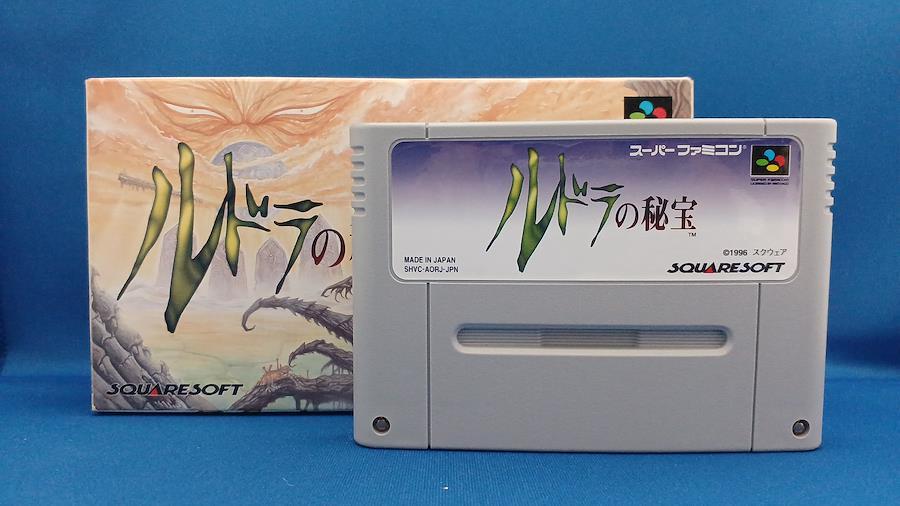 ルドラの
SQUARESOFT
スーパーファミコン
ルドラの秘宝
TM
MADE IN JAPAN
SHVC-AORJ-JPN
©1996 スクウェア
SQUARESOFT